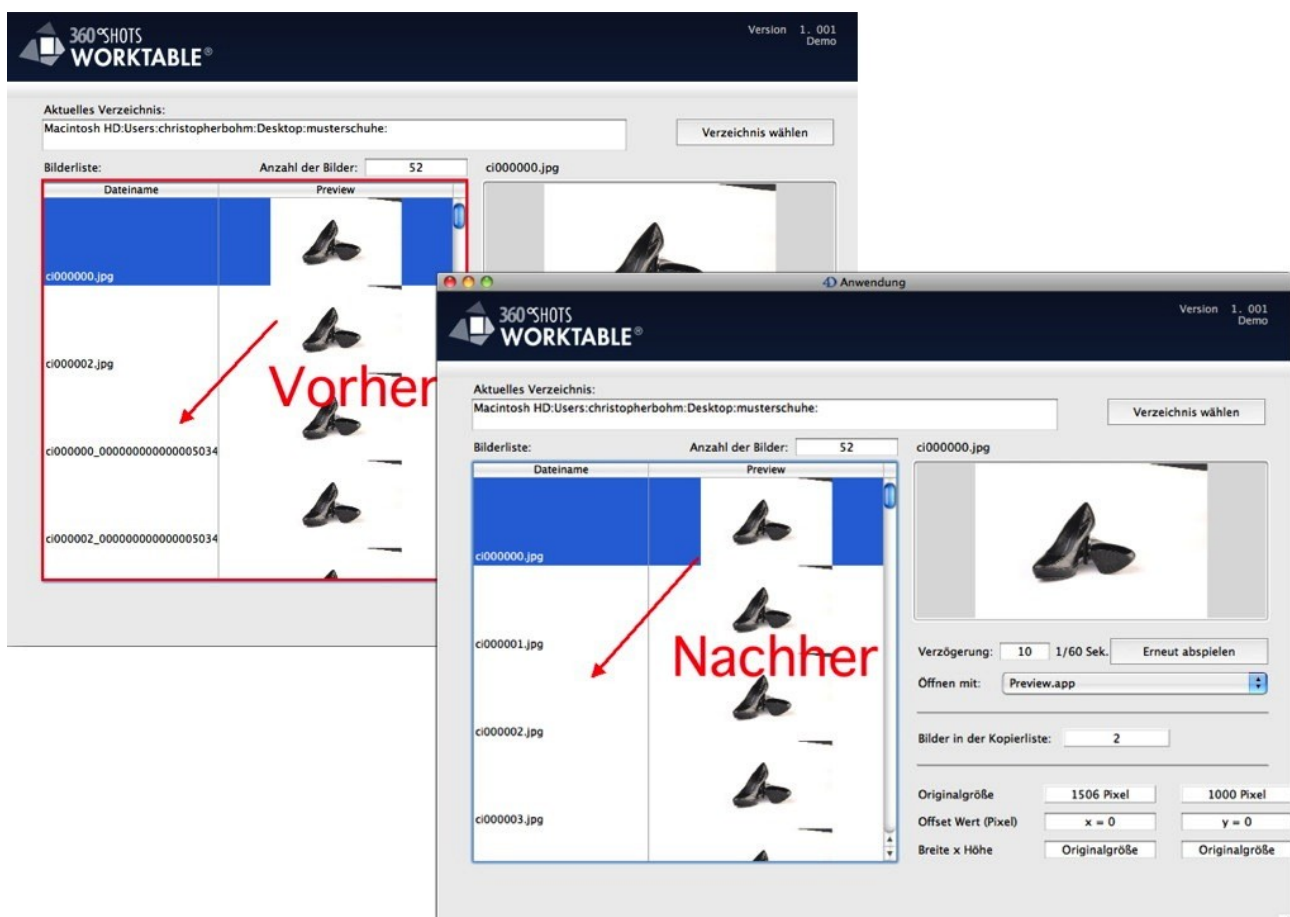 360°SHOTS
WORKTABLE®
Version 1. 001
Demo
Aktuelles Verzeichnis:
Macintosh HD:Users:christopherbohm:Desktop:musterschuhe:
Verzeichnis wählen
Bilderliste:
Anzahl der Bilder: 52
ci000000.jpg
Dateiname Preview
ci000000.jpg
ci000002.jpg
Vorher
ci000000_000000000000005034
ci000002_000000000000005034
Anwendung
360°SHOTS
WORKTABLE®
Version 1. 001
Demo
Aktuelles Verzeichnis:
Macintosh HD:Users:christopherbohm:Desktop:musterschuhe:
Verzeichnis wählen
Bilderliste:
Anzahl der Bilder: 52
ci000000.jpg
Dateiname Preview
ci000000.jpg
ci000001.jpg
Nachher
ci000002.jpg
ci000003.jpg
Verzögerung: 10 1/60 Sek. Erneut abspielen
Öffnen mit: Preview.app
Bilder in der Kopierliste: 2
Originalgröße 1506 Pixel 1000 Pixel
Offset Wert (Pixel) x = 0 y = 0
Breite x Höhe Originalgröße Originalgröße